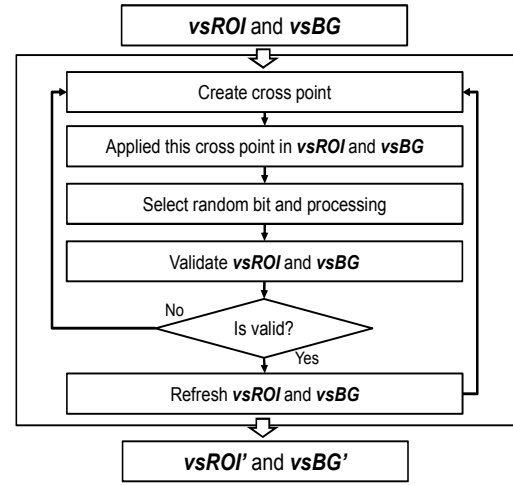 vsROI and vsBG
Create cross point
Applied this cross point in vsROI and vsBG
Select random bit and processing
Validate vsROI and vsBG
No
Is valid?
Yes
Refresh vsROI and vsBG
vsROI' and vsBG'